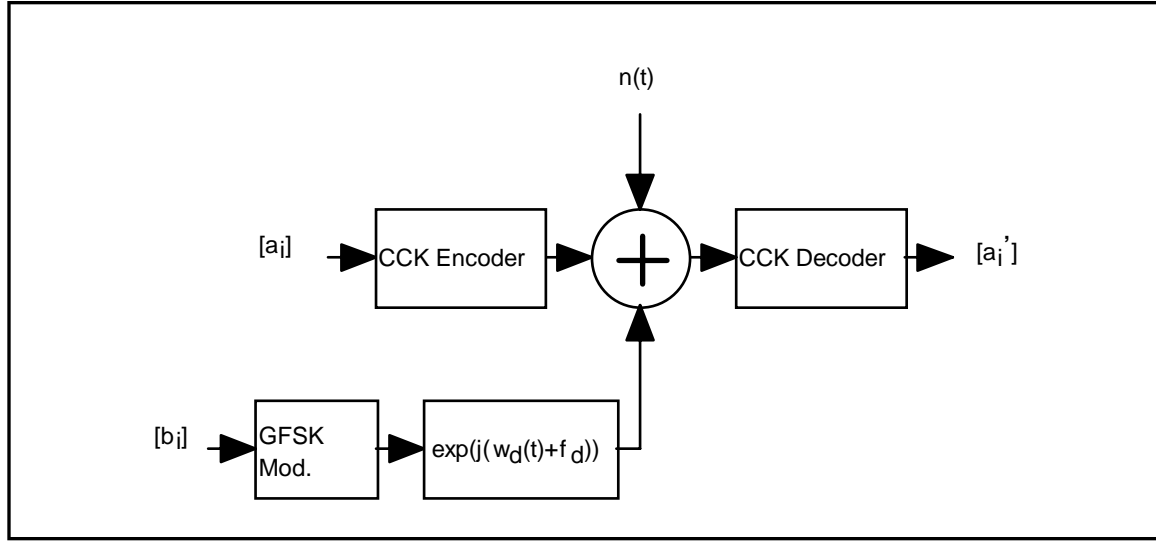 n(t)
[ai]
CCK Encoder
+
CCK Decoder
[ai’]
[bi]
GFSK
Mod.
exp(j(wd(t)+fd))